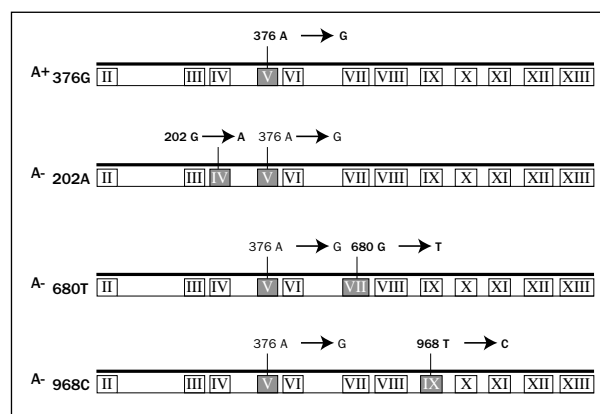 376 A → G
A+ 376G II III IV V VI VII VIII IX X XI XII XIII
202 G → A 376 A → G
A- 202A II III IV V VI VII VIII IX X XI XII XIII
376 A → G 680 G → T
A- 680T II III IV V VI VII VIII IX X XI XII XIII
376 A → G 968 T → C
A- 968C II III IV V VI VII VIII IX X XI XII XIII